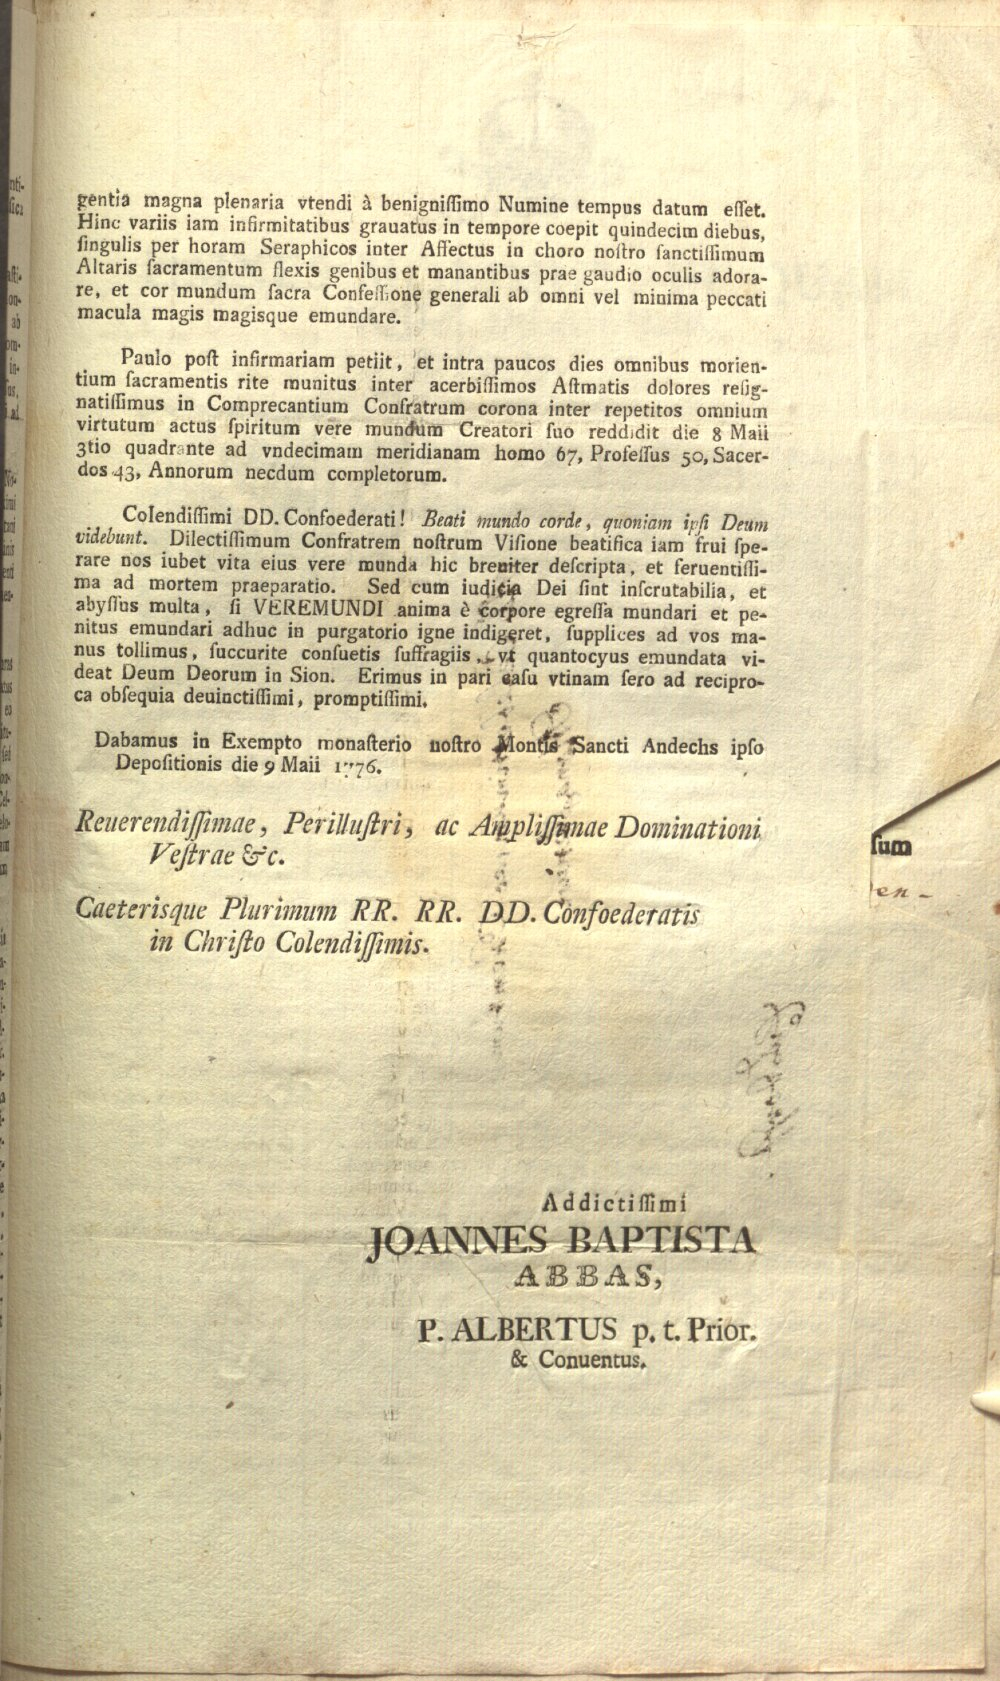 gentia magna plenaria vtendi à benigniſſimo Numine tempus datum eſſet.
Hinc variis iam infirmitatibus grauatus in tempore coepit quindecim diebus,
ſingulis per horam Seraphicos inter Affectus in choro noſtro ſanctiſſimum
Altaris ſacramentum flexis genibus et manantibus prae gaudio oculis adora-
re, et cor mundum ſacra Confeſſione generali ab omni vel minima peccati
macula magis magisque emundare.
Paulo poſt infirmariam petiit, et intra paucos dies omnibus morien-
tium ſacramentis rite munitus inter acerbiſſimos Aſtmatis dolores reſig-
natiſſimus in Comprecantium Confratrum corona inter repetitos omnium
virtutum actus ſpiritum vere mundum Creatori ſuo reddidit die 8 Maii
3tio quadrante ad vndecimam meridianam homo 67, Profeſſus 50, Sacer-
dos 43, Annorum necdum completorum.
Colendiſſimi DD. Confoederati! Beati mundo corde, quoniam ipſi Deum
videbunt. Dilectiſſimum Confratrem noſtrum Viſione beatifica iam frui ſpe-
rare nos iubet vita eius vere munda hic breuiter deſcripta, et feruentiſſi-
ma ad mortem praeparatio. Sed cum iudicia Dei ſint inſcrutabilia, et
abyſſus multa, ſi VEREMUNDI anima è corpore egreſſa mundari et pe-
nitus emundari adhuc in purgatorio igne indigeret, ſupplices ad vos ma-
nus tollimus, ſuccurite conſuetis ſuffragiis, vt quantocyus emundata vi-
deat Deum Deorum in Sion. Erimus in pari caſu vtinam ſero ad recipro-
ca obſequia deuinctiſſimi, promptiſſimi.
Dabamus in Exempto monaſterio noſtro Montis Sancti Andechs ipſo
Depoſitionis die 9 Maii 1776.
Reuerendiſſimae, Perilluſtri, ac Ampliſſimae Dominationi
Veſtrae &c.
ſum
en-
Caeterisque Plurimum RR. RR. DD. Confoederatis
in Chriſto Colendiſſimis.
Addictiſſimi
JOANNES BAPTISTA
ABBAS,
P. ALBERTUS p. t. Prior.
& Conuentus.